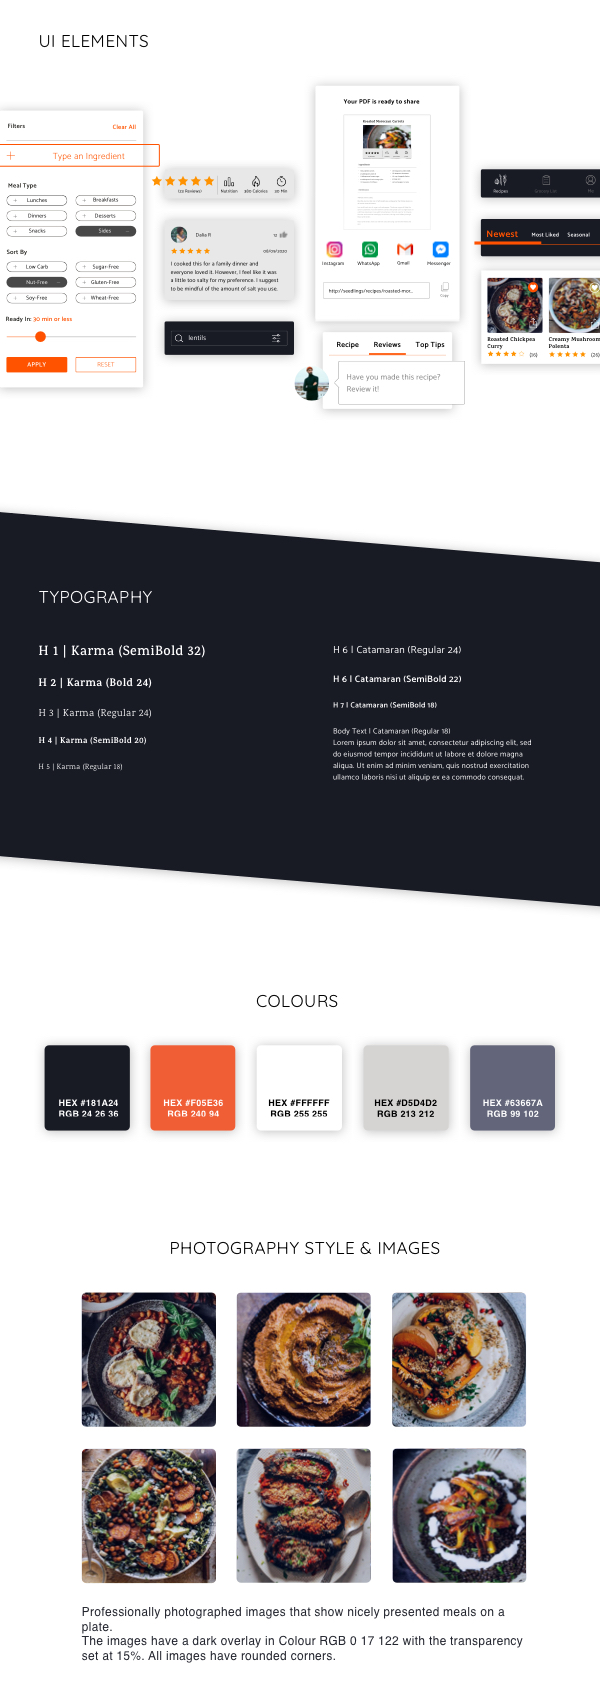 UI ELEMENTS
Filters
Clear All
+ Type an Ingredient
Meal Type
+ Lunches
+ Breakfasts
+ Dinners
+ Desserts
+ Snacks
Sides -
Sort By
+ Low Carb
+ Sugar-Free
Nut-Free -
+ Gluten-Free
+ Soy-Free
+ Wheat-Free
Ready In: 30 min or less
APPLY
RESET
Nutrition
20 Min
Delia R
12
I cooked this for a family dinner and
everyone loved it. However, I feel like it was
a little too salty for my preference. I suggest
to be mindful of the amount of salt you use.
lentils
Your PDF is ready to share
Roasted Moroccan Carrots
Instagram
WhatsApp
Gmail
Messenger
http://seedlings/recipes/roasted-mor...
Copy
Recipe
Reviews
Top Tips
Have you made this recipe?
Review it!
Recipes
Me
Newest
Most Liked
Seasonal
Roasted Chickpea
Curry
(16)
Creamy Mushroom
Polenta
TYPOGRAPHY
H 1 | Karma (SemiBold 32)
H 2 | Karma (Bold 24)
H 3 | Karma (Regular 24)
H 4 | Karma (SemiBold 20)
H 5 | Karma (Regular 18)
H 6 | Catamaran (Regular 24)
H 6 | Catamaran (SemiBold 22)
H 7 | Catamaran (SemiBold 18)
Body Text | Catamaran (Regular 18)
Lorem ipsum dolor sit amet, consectetur adipiscing elit, sed
do eiusmod tempor incididunt ut labore et dolore magna
aliqua. Ut enim ad minim veniam, quis nostrud exercitation
ullamco laboris nisi ut aliquip ex ea commodo consequat.
COLOURS
HEX #181A24
RGB 24 26 36
HEX #F05E36
RGB 240 94
HEX #FFFFFF
RGB 255 255
HEX #D5D4D2
RGB 213 212
HEX #63667A
RGB 99 102
PHOTOGRAPHY STYLE & IMAGES
Professionally photographed images that show nicely presented meals on a
plate.
The images have a dark overlay in Colour RGB 0 17 122 with the transparency
set at 15%. All images have rounded corners.